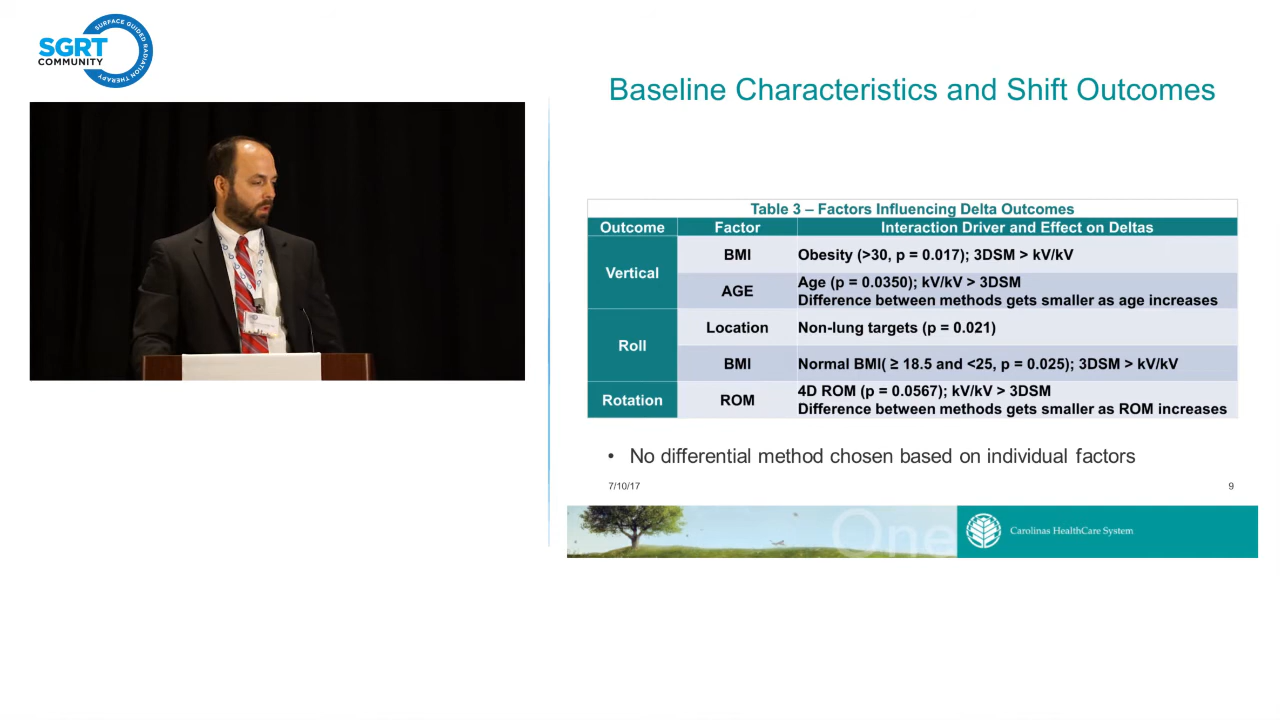 SURFACE GUIDED
RADIATION THERAPY
SGRT
COMMUNITY
Baseline Characteristics and Shift Outcomes
Table 3 – Factors Influencing Delta Outcomes
Outcome Factor Interaction Driver and Effect on Deltas
Vertical
BMI Obesity (>30, p = 0.017); 3DSM > kV/kV
AGE Age (p = 0.0350); kV/kV > 3DSM
Difference between methods gets smaller as age increases
Roll
Location Non-lung targets (p = 0.021)
BMI Normal BMI( ≥ 18.5 and <25, p = 0.025); 3DSM > kV/kV
Rotation ROM 4D ROM (p = 0.0567); kV/kV > 3DSM
Difference between methods gets smaller as ROM increases
• No differential method chosen based on individual factors
7/10/17 9
One
Carolinas HealthCare System